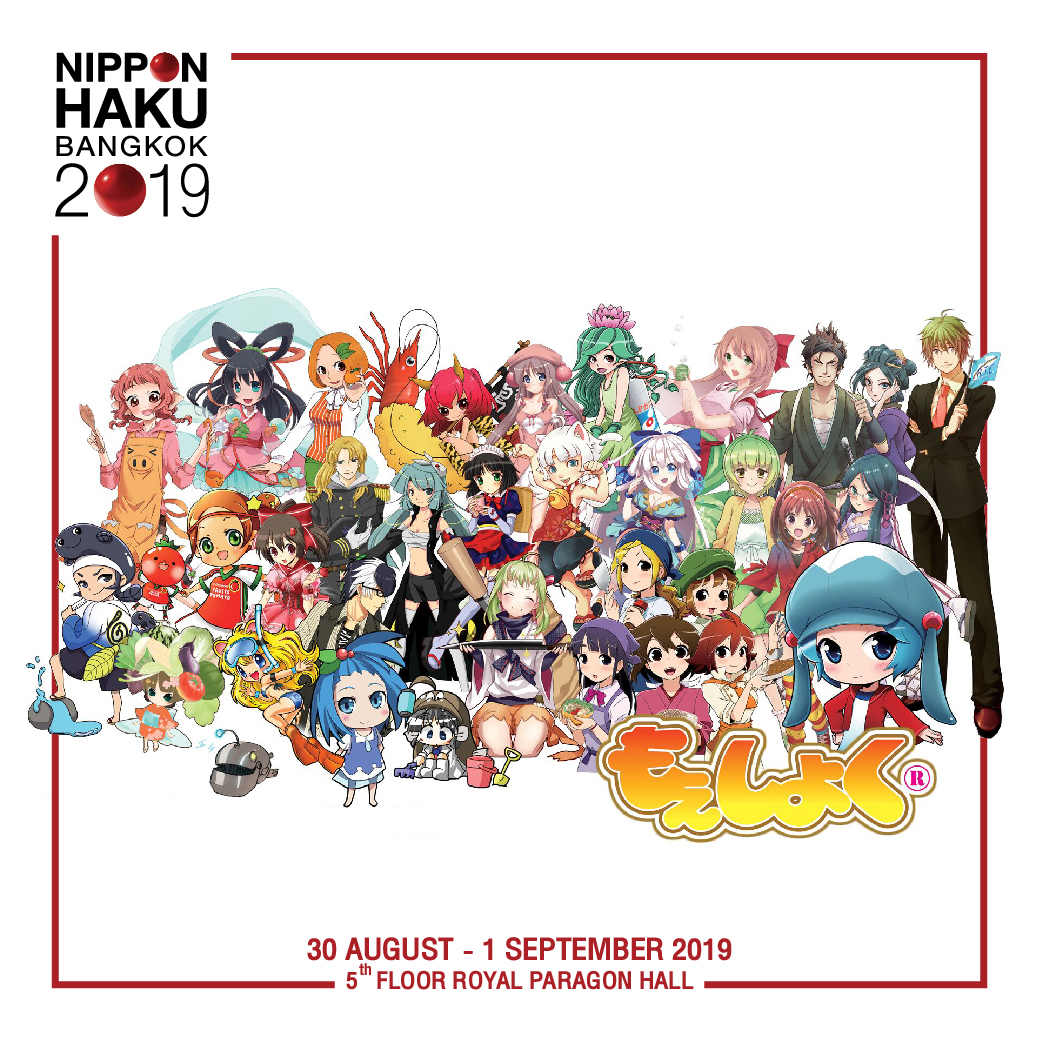 NIPPON
HAKU
BANGKOK
2019
もえしょく®
30 AUGUST - 1 SEPTEMBER 2019
5th FLOOR ROYAL PARAGON HALL